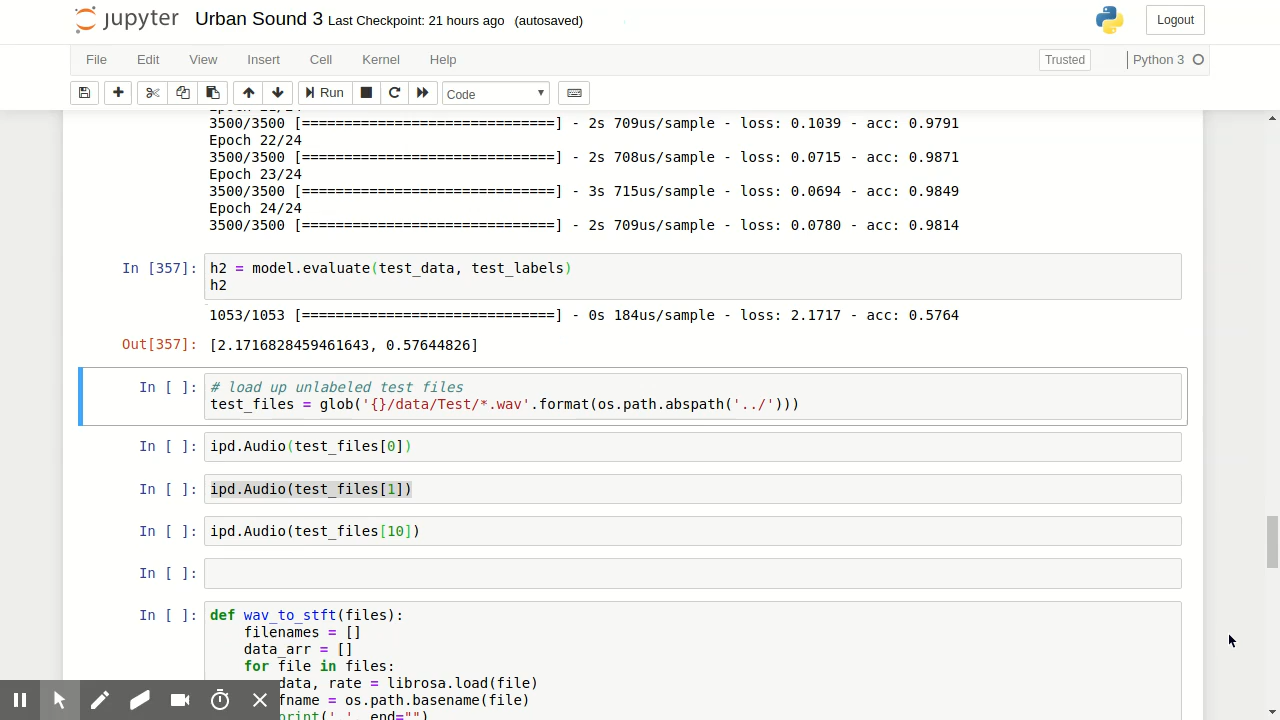 jupyter Urban Sound 3 Last Checkpoint: 21 hours ago (autosaved)
Logout
File Edit View Insert Cell Kernel Help
Trusted Python 3
Run
Code
Epoch 21/24
3500/3500 [==============================] - 2s 709us/sample - loss: 0.1039 - acc: 0.9791
Epoch 22/24
3500/3500 [==============================] - 2s 708us/sample - loss: 0.0715 - acc: 0.9871
Epoch 23/24
3500/3500 [==============================] - 3s 715us/sample - loss: 0.0694 - acc: 0.9849
Epoch 24/24
3500/3500 [==============================] - 2s 709us/sample - loss: 0.0780 - acc: 0.9814
In [357]: h2 = model.evaluate(test_data, test_labels)
h2
1053/1053 [==============================] - 0s 184us/sample - loss: 2.1717 - acc: 0.5764
Out[357]: [2.1716828459461643, 0.57644826]
In [ ]: # load up unlabeled test files
test_files = glob('{}/data/Test/*.wav'.format(os.path.abspath('../')))
In [ ]: ipd.Audio(test_files[0])
In [ ]: ipd.Audio(test_files[1])
In [ ]: ipd.Audio(test_files[10])
In [ ]:
In [ ]: def wav_to_stft(files):
filenames = []
data_arr = []
for file in files:
data, rate = librosa.load(file)
fname = os.path.basename(file)
print('.', end="")